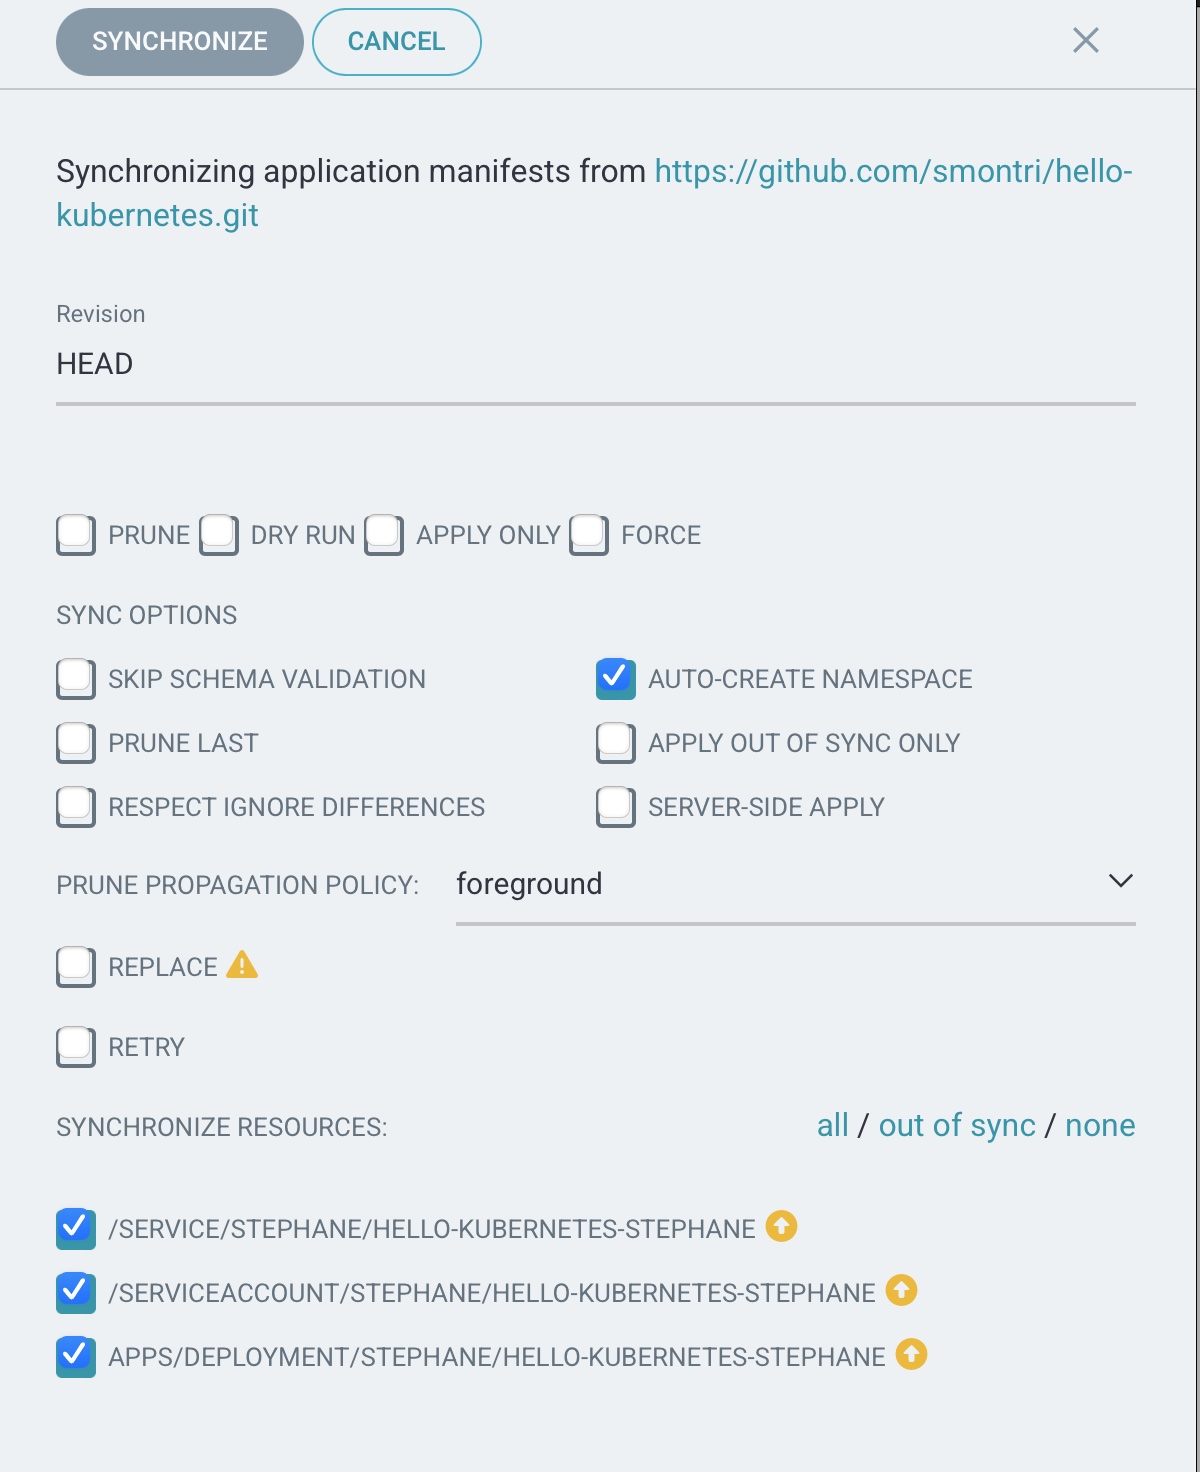 SYNCHRONIZE CANCEL
Synchronizing application manifests from https://github.com/smontri/hello-
kubernetes.git
Revision
HEAD
PRUNE DRY RUN APPLY ONLY FORCE
SYNC OPTIONS
SKIP SCHEMA VALIDATION AUTO-CREATE NAMESPACE
PRUNE LAST APPLY OUT OF SYNC ONLY
RESPECT IGNORE DIFFERENCES SERVER-SIDE APPLY
PRUNE PROPAGATION POLICY: foreground
REPLACE
RETRY
SYNCHRONIZE RESOURCES: all / out of sync / none
/SERVICE/STEPHANE/HELLO-KUBERNETES-STEPHANE
/SERVICEACCOUNT/STEPHANE/HELLO-KUBERNETES-STEPHANE
APPS/DEPLOYMENT/STEPHANE/HELLO-KUBERNETES-STEPHANE